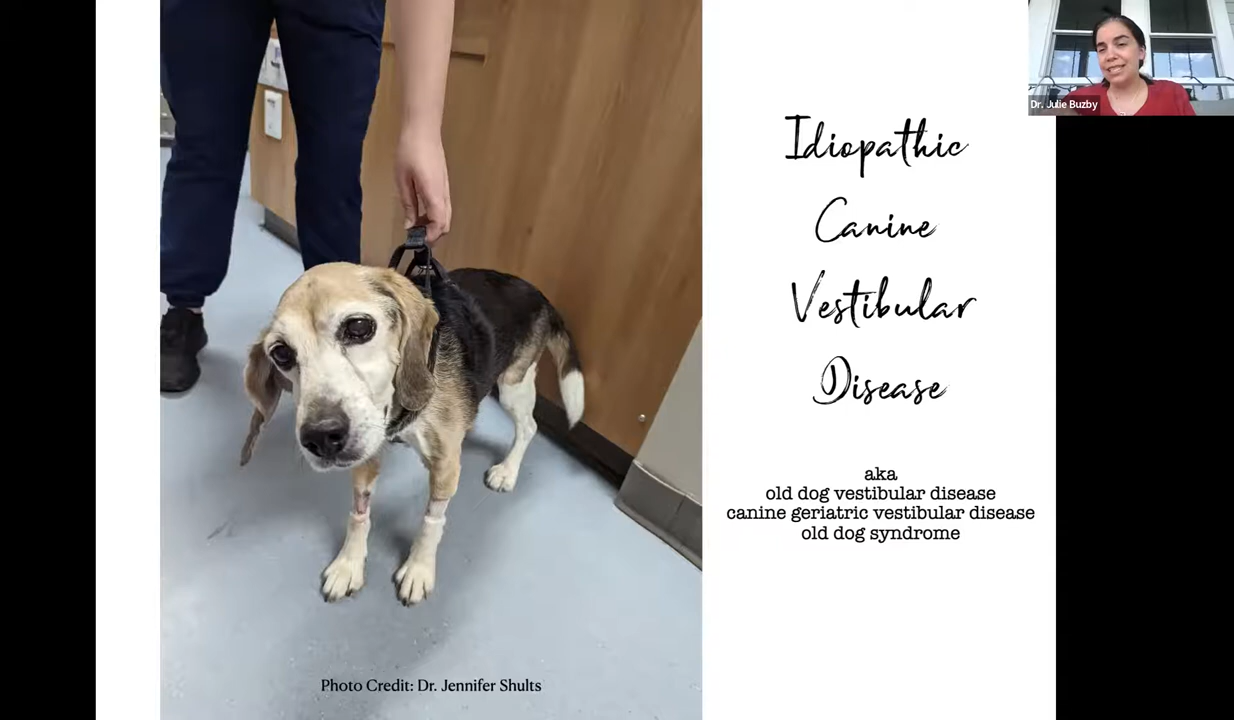 Idiopathic
Canine
Vestibular
Disease
aka
old dog vestibular disease
canine geriatric vestibular disease
old dog syndrome
Photo Credit: Dr. Jennifer Shults
Dr. Julie Buzby